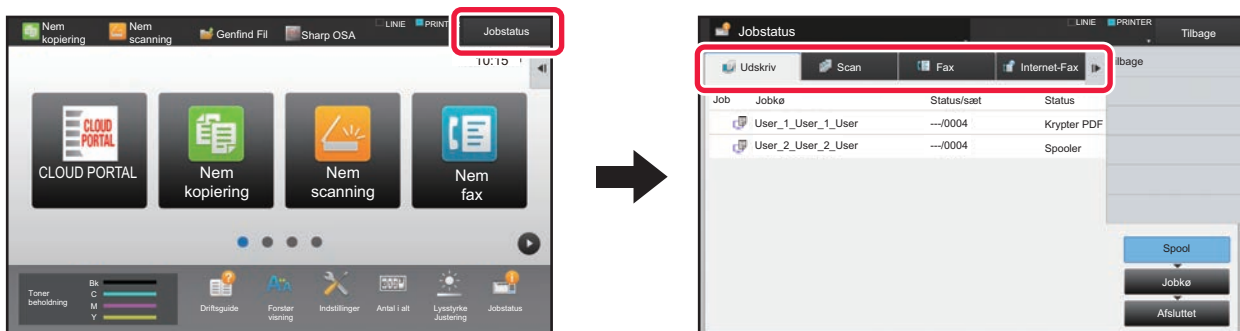 Nem kopiering
Nem scanning
Genfind Fil
Sharp OSA
LINIE
PRINT
Jobstatus
10:15
CLOUD PORTAL
CLOUD PORTAL
Nem
kopiering
Nem
scanning
Nem
fax
Toner
beholdning
Bk
C
M
Y
Driftsguide
Forstør
visning
Indstillinger
Antal i alt
Lysstyrke
Justering
Jobstatus
Jobstatus
LINIE
PRINTER
Tilbage
Udskriv
Scan
Fax
Internet-Fax
ilbage
Job Jobkø Status/sæt Status
User_1_User_1_User ---/0004 Krypter PDF
User_2_User_2_User ---/0004 Spooler
Spool
Jobkø
Afsluttet